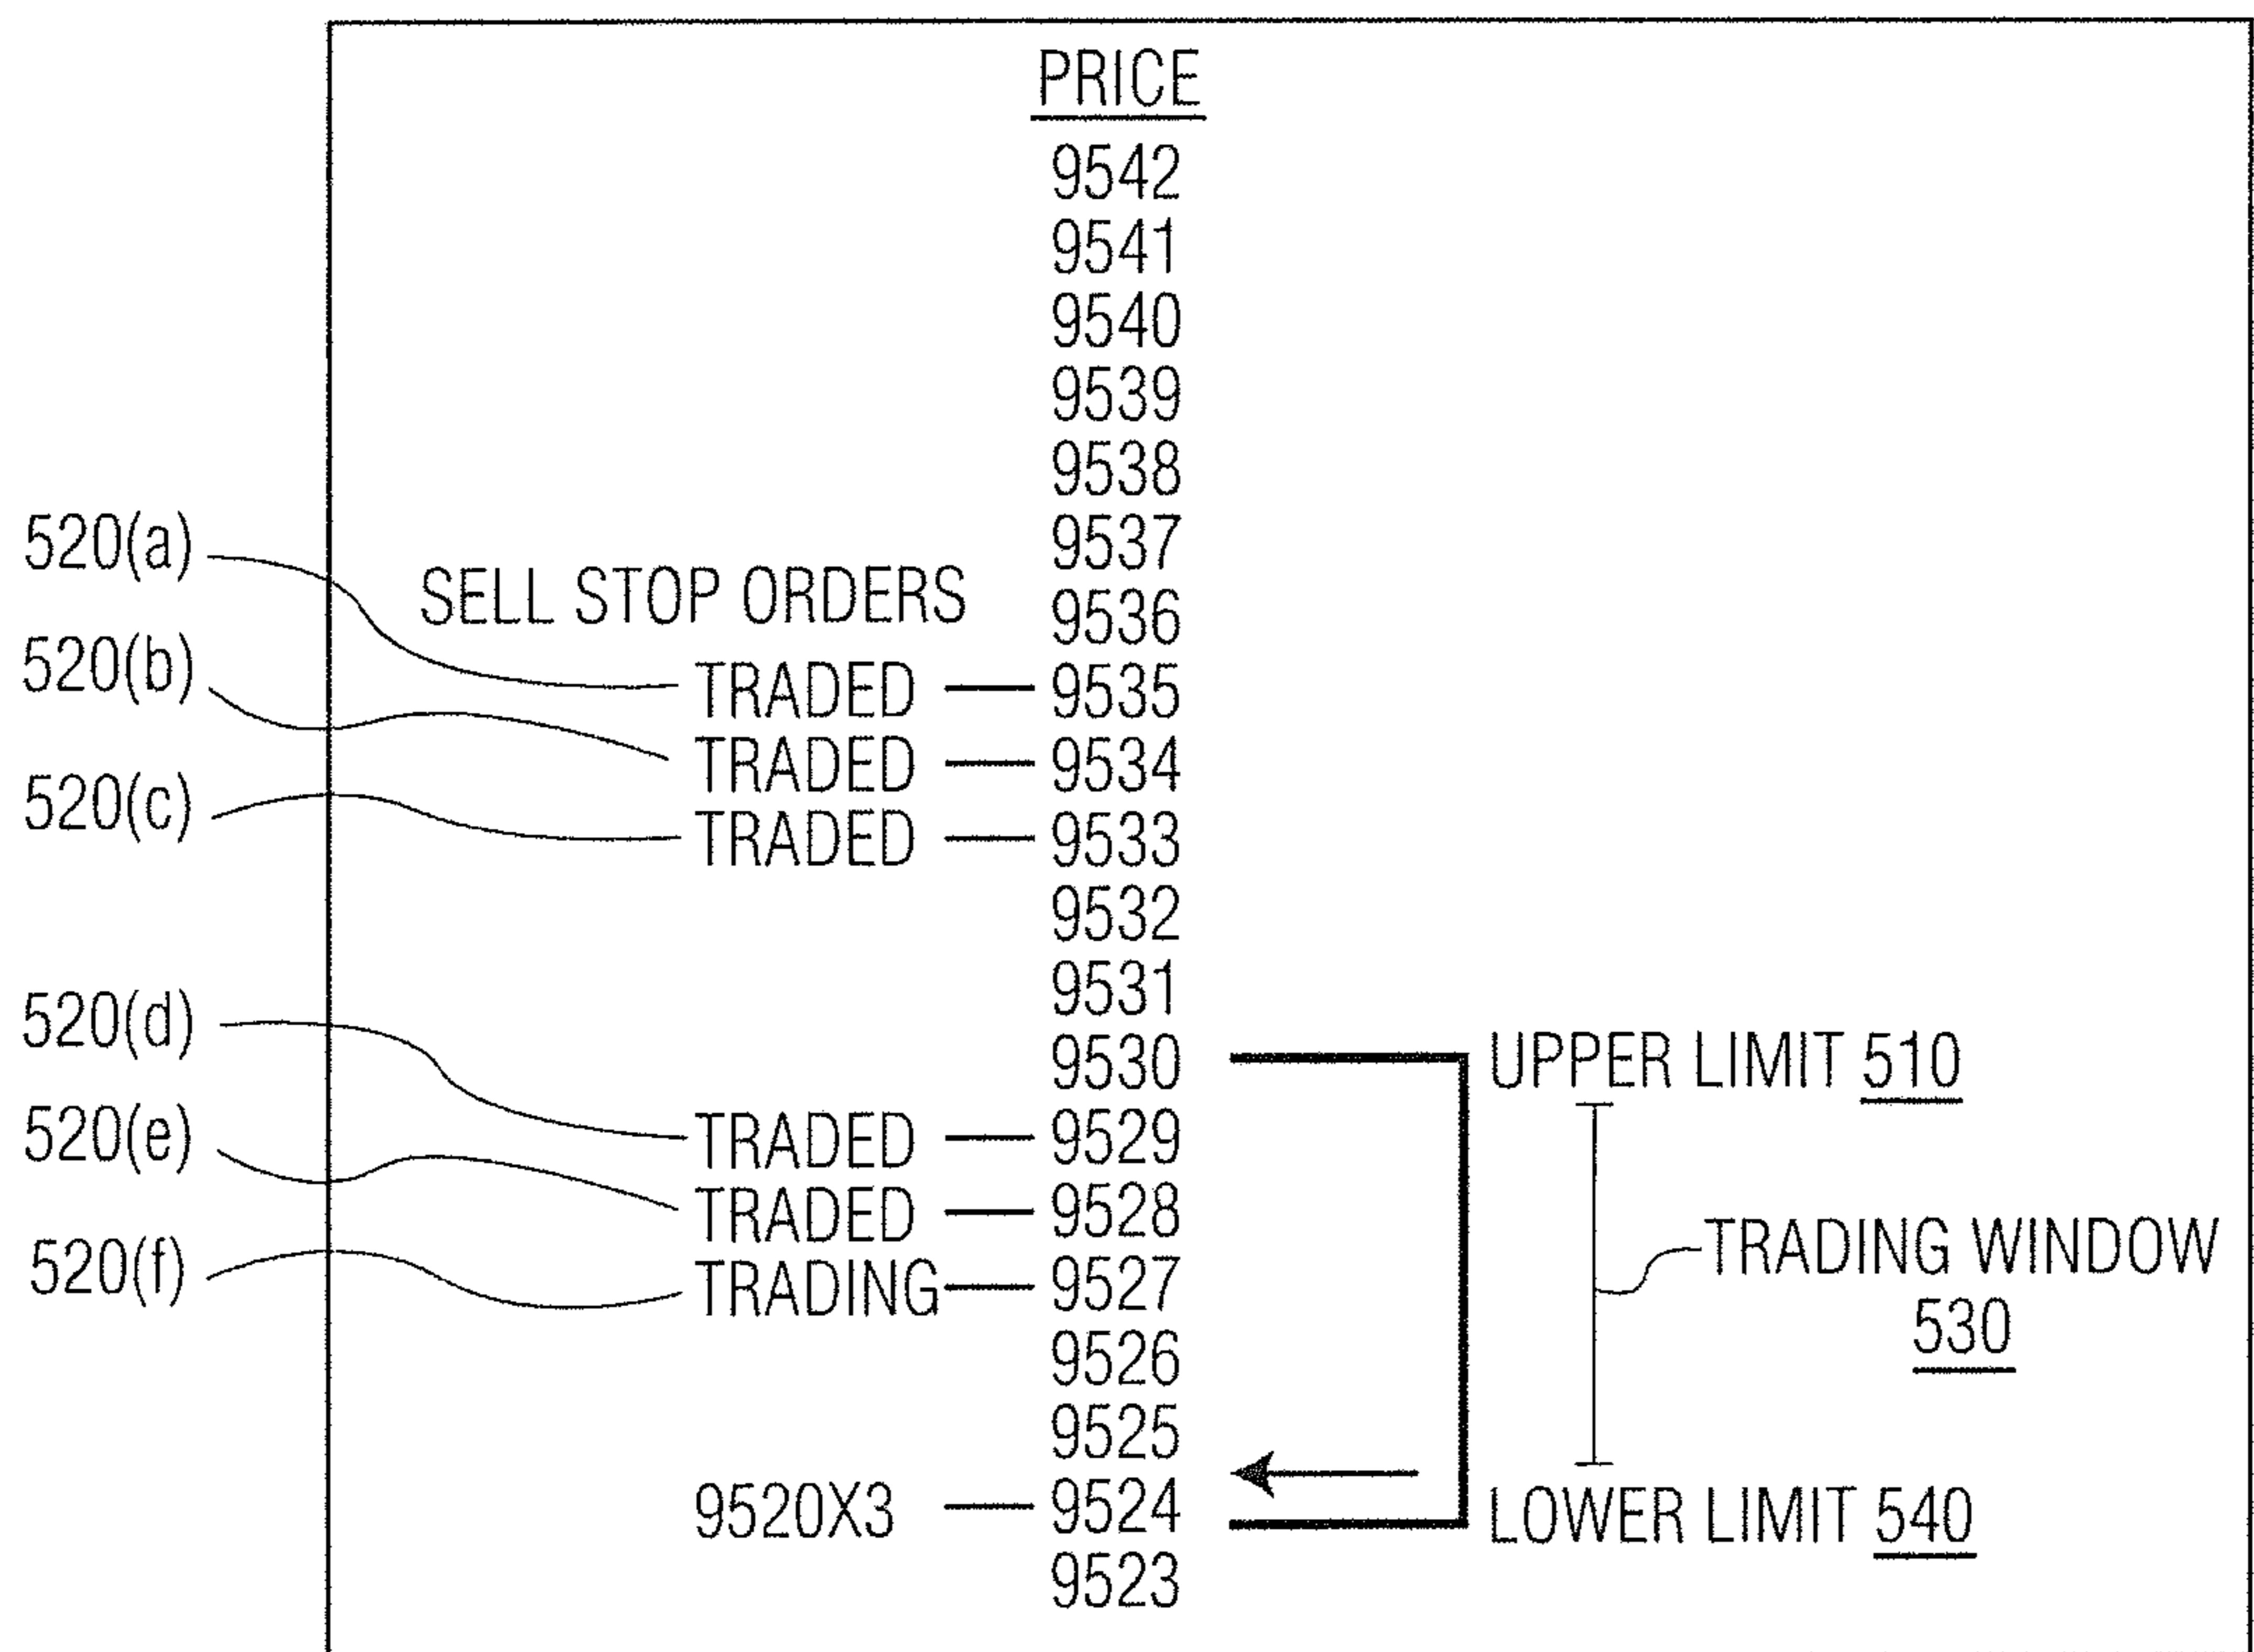 PRICE
9542
9541
9540
9539
9538
9537
520(a)
SELL STOP ORDERS 9536
520(b) TRADED 9535
TRADED 9534
520(c) TRADED 9533
9532
9531
520(d) 9530 UPPER LIMIT 510
520(e) TRADED 9529
TRADED 9528 TRADING WINDOW
520(f) TRADING 9527 530
9526
9525
9520X3 9524 LOWER LIMIT 540
9523